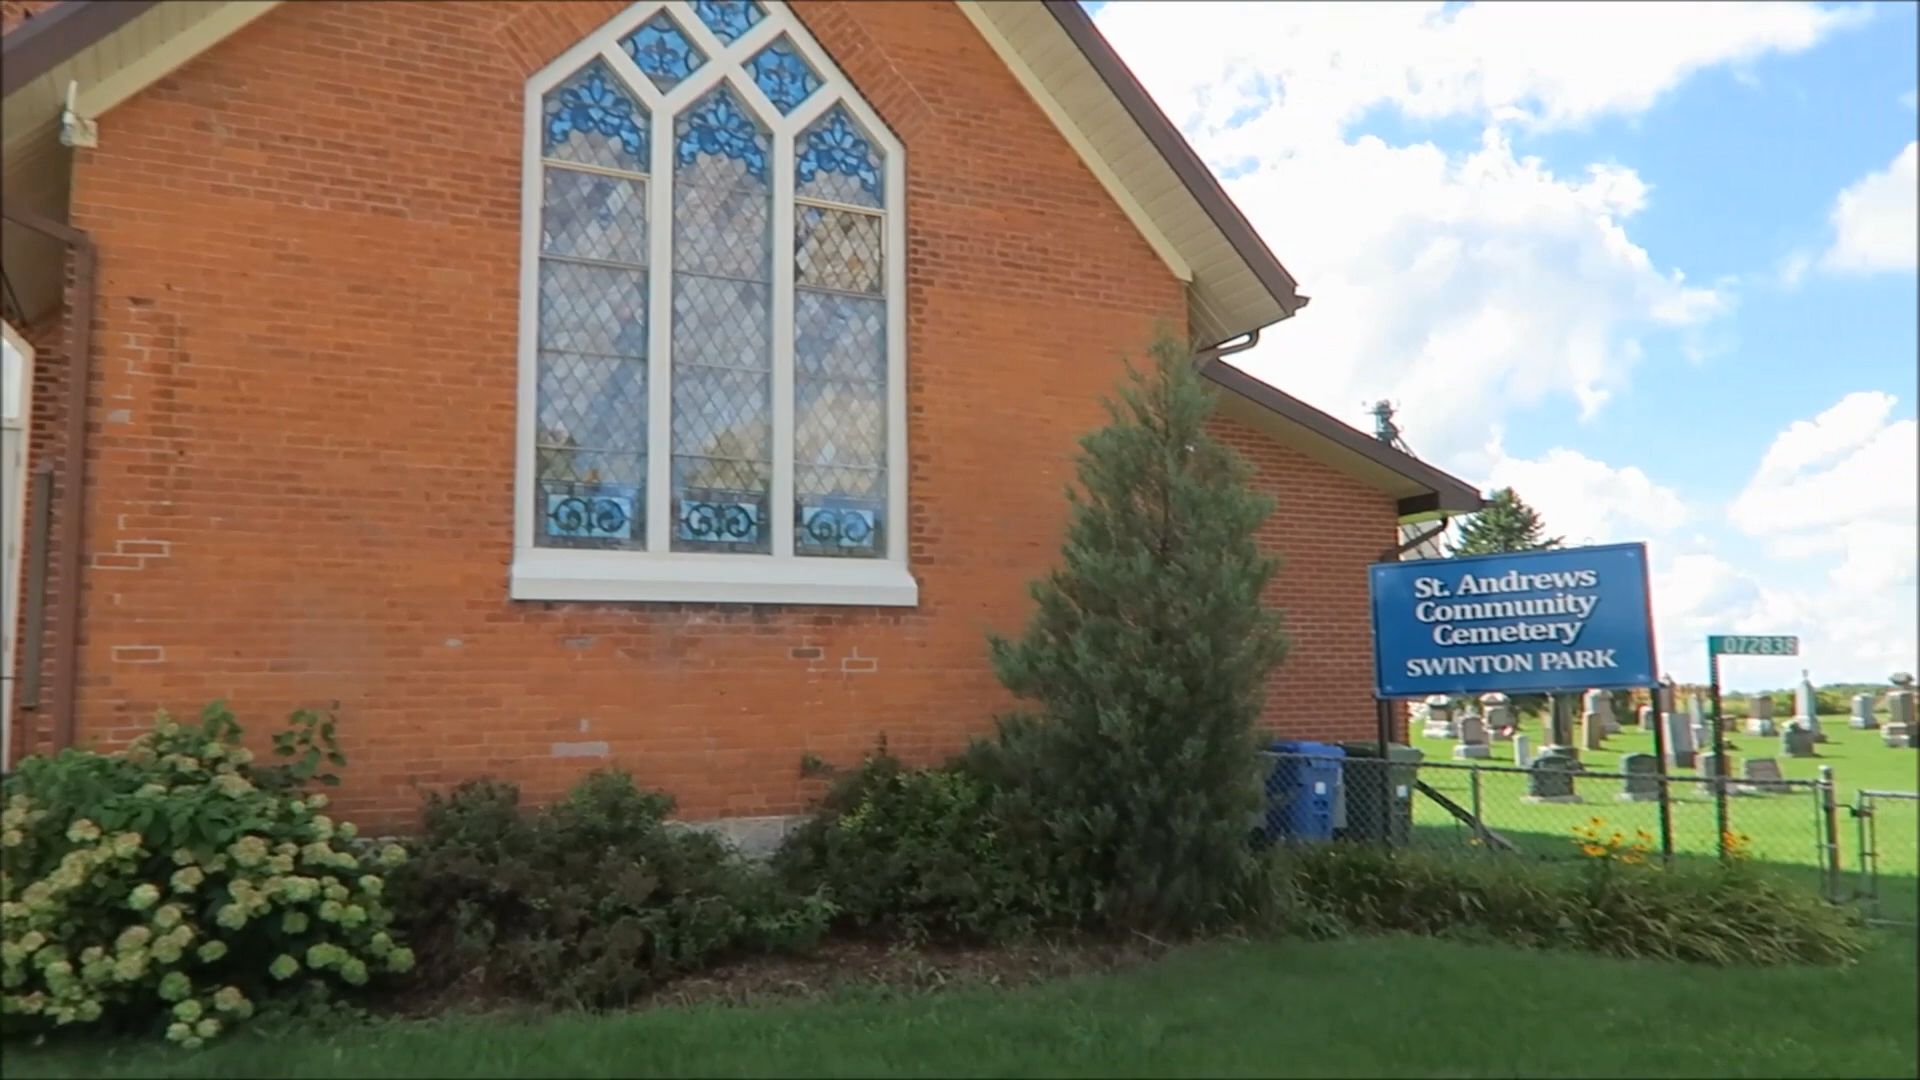 St. Andrews
Community
Cemetery
SWINTON PARK
072838